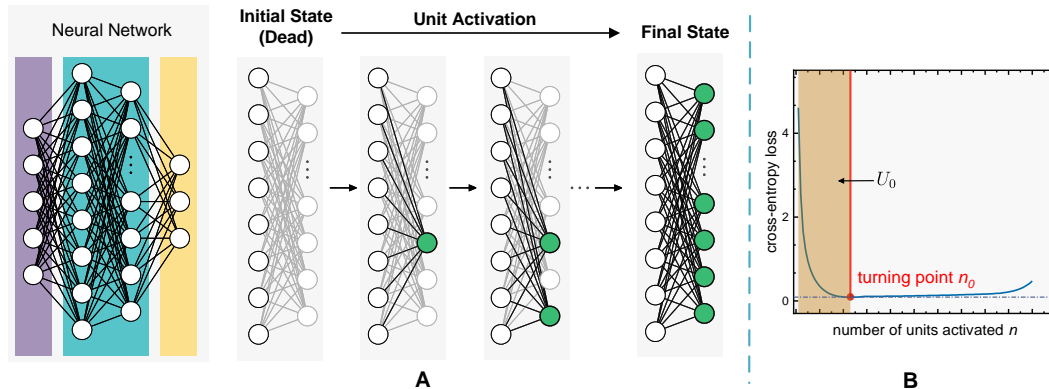 Neural Network
Initial State
(Dead)
Unit Activation
Final State
A
cross-entropy loss
4
2
0
U0
turning point n0
number of units activated n
B